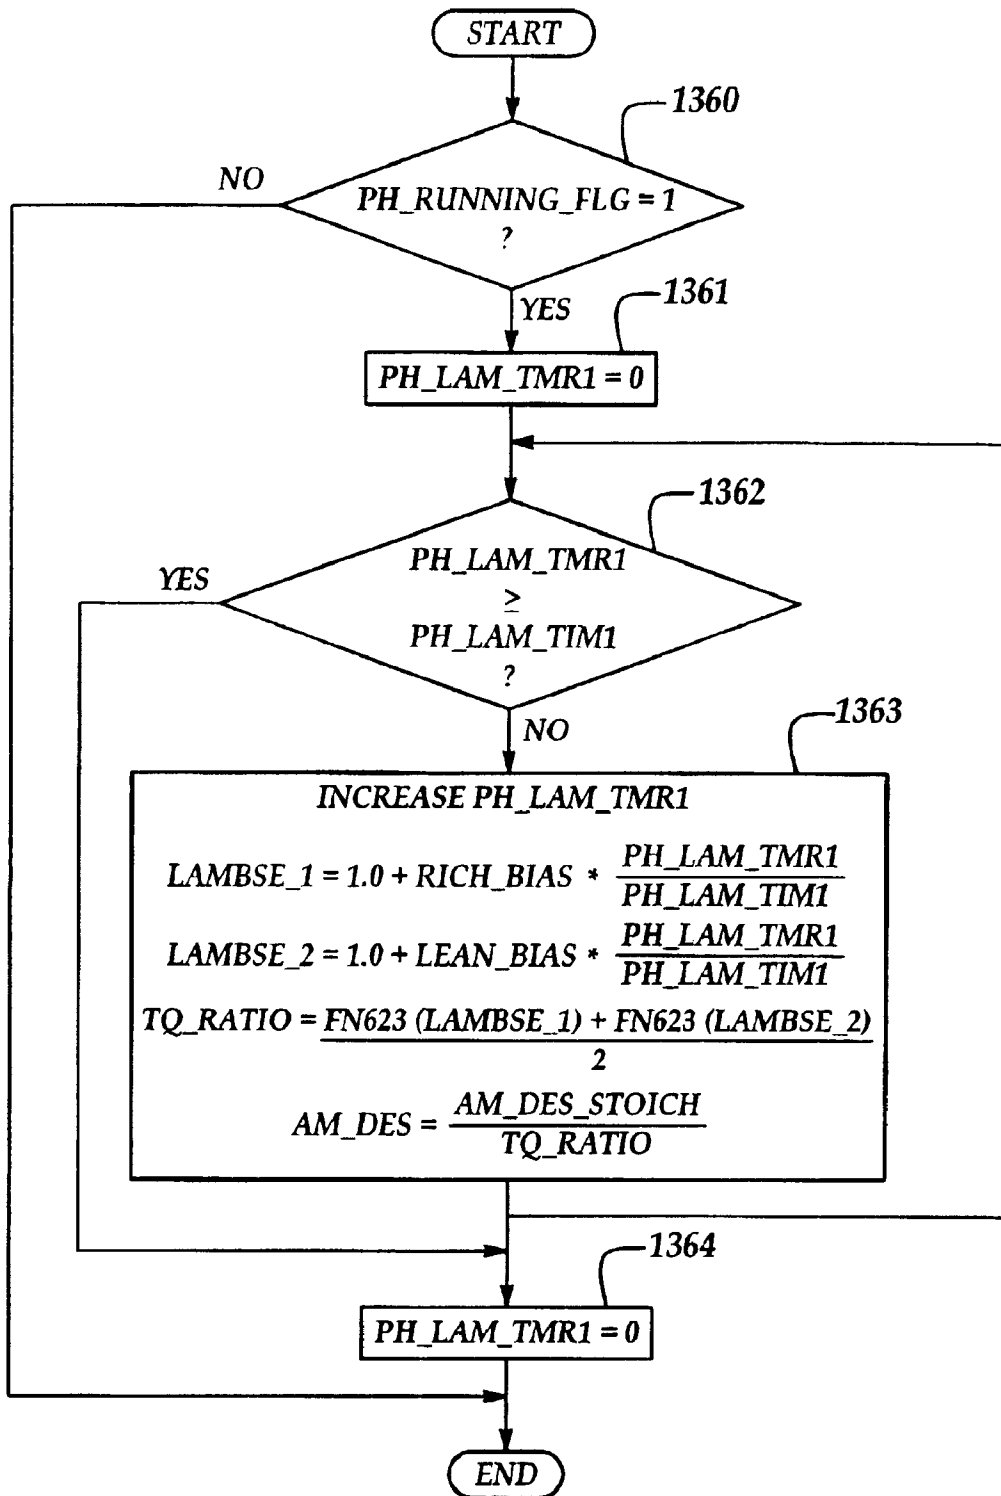 START
1360
NO
PH_RUNNING_FLG = 1
?
YES
1361
PH_LAM_TMR1 = 0
1362
YES
PH_LAM_TMR1
≥
PH_LAM_TIM1
?
NO
1363
INCREASE PH_LAM_TMR1
LAMBSE_1 = 1.0 + RICH_BIAS * PH_LAM_TMR1
PH_LAM_TIM1
LAMBSE_2 = 1.0 + LEAN_BIAS * PH_LAM_TMR1
PH_LAM_TIM1
TQ_RATIO = FN623 (LAMBSE_1) + FN623 (LAMBSE_2)
2
AM_DES = AM_DES_STOICH
TQ_RATIO
1364
PH_LAM_TMR1 = 0
END